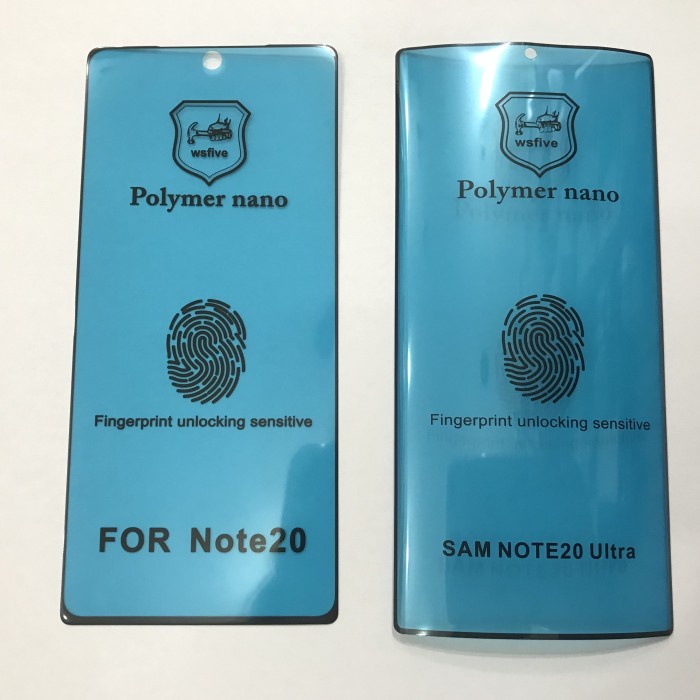 wsfive
Polymer nano
Fingerprint unlocking sensitive
FOR Note20
wsfive
Polymer nano
Fingerprint unlocking sensitive
SAM NOTE20 Ultra